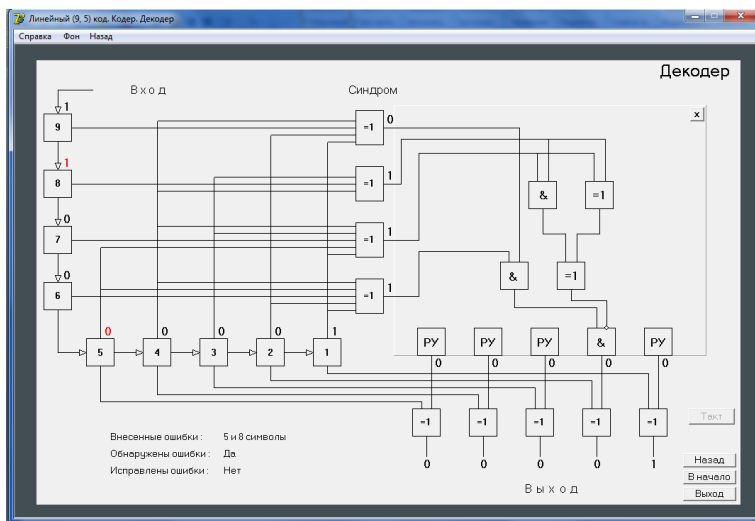 Линейный (9, 5) код. Кодер. Декодер
Справка Фон Назад
Декодер
Вход Синдром
1 0
9 =1 x
1 1
8 =1 & =1
0 1
7 =1
0 1
6 =1 & =1
0 0 0 0 1
5 4 3 2 1 РУ РУ РУ & РУ
0 0 0 0 0
=1 =1 =1 =1 =1 Такт
Внесенные ошибки : 5 и 8 символы
Обнаружены ошибки : Да
Исправлены ошибки : Нет
0 0 0 0 1
Выход
Назад
В начало
Выход